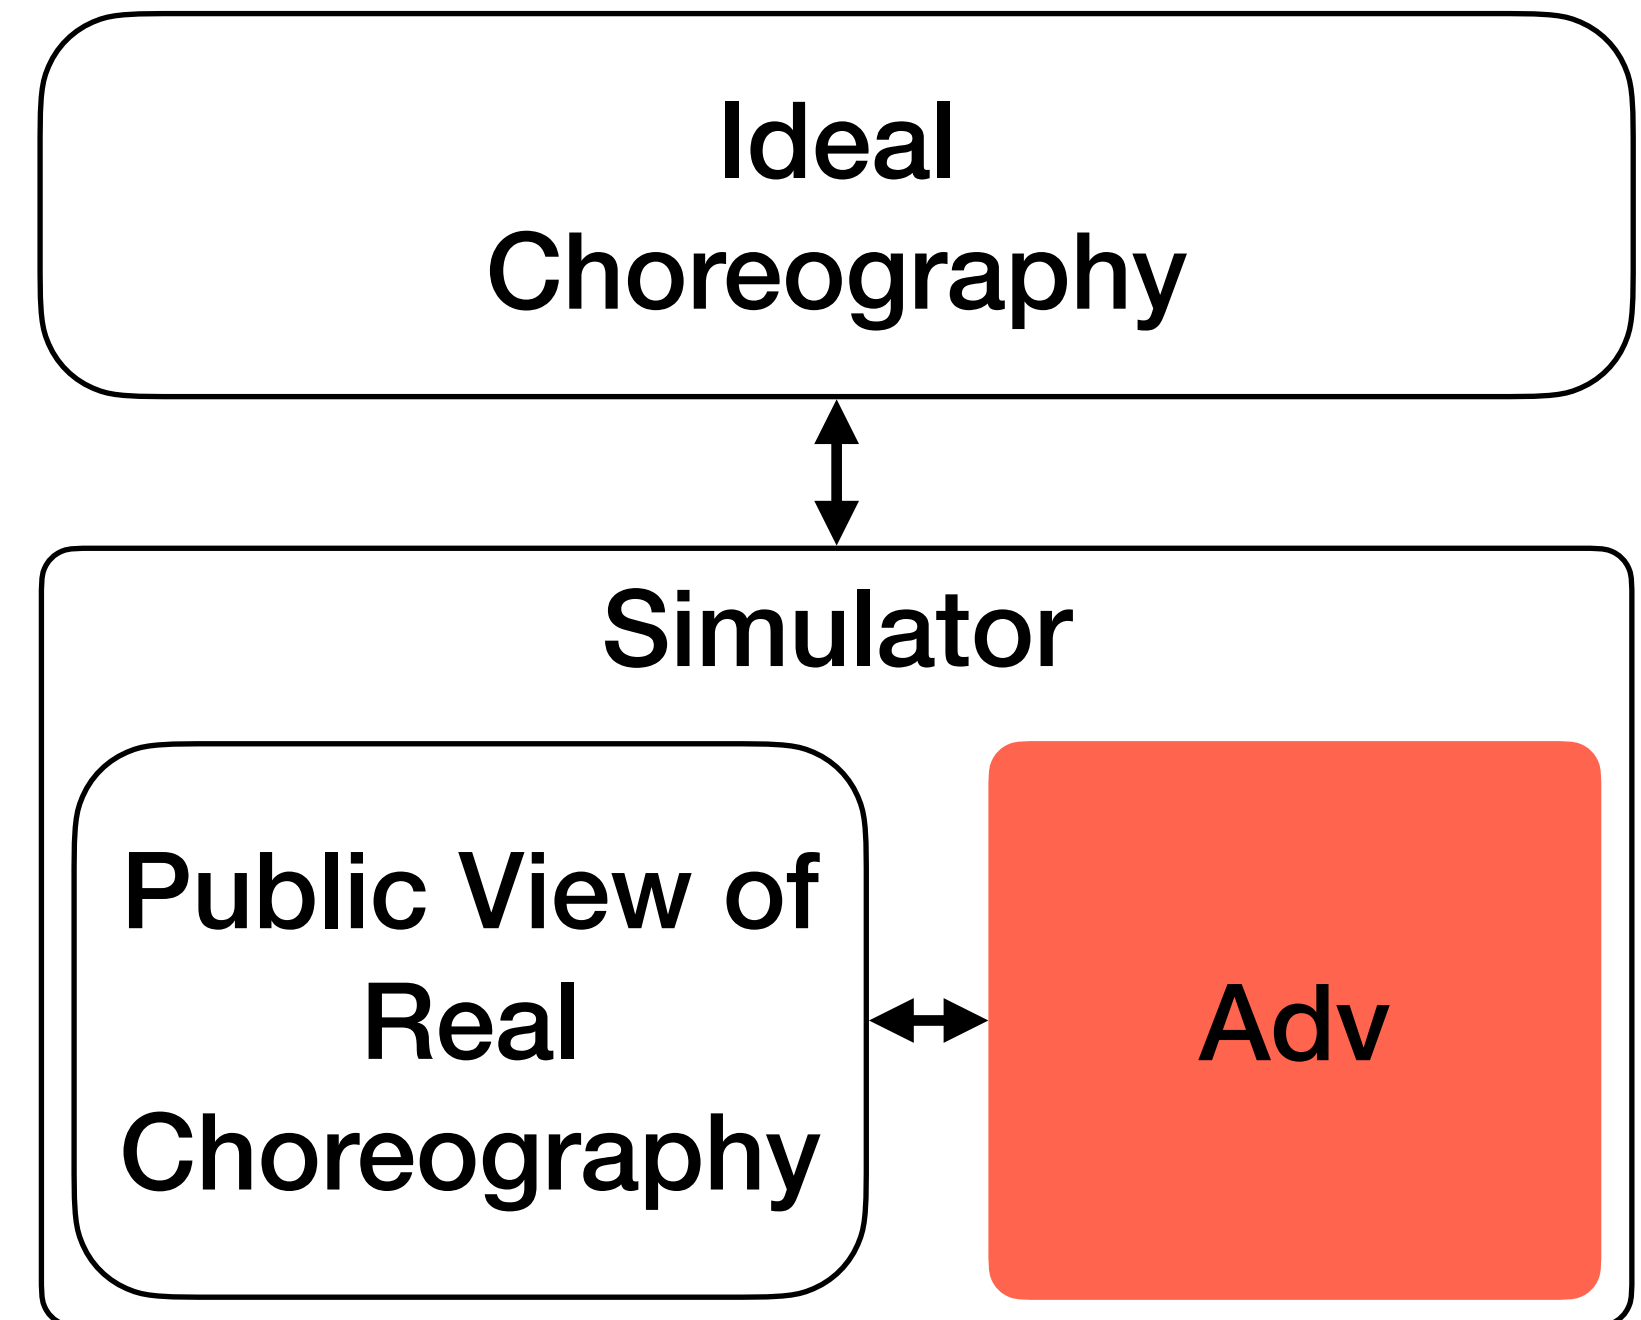 Ideal
Choreography
Simulator
Public View of
Real
Choreography
Adv